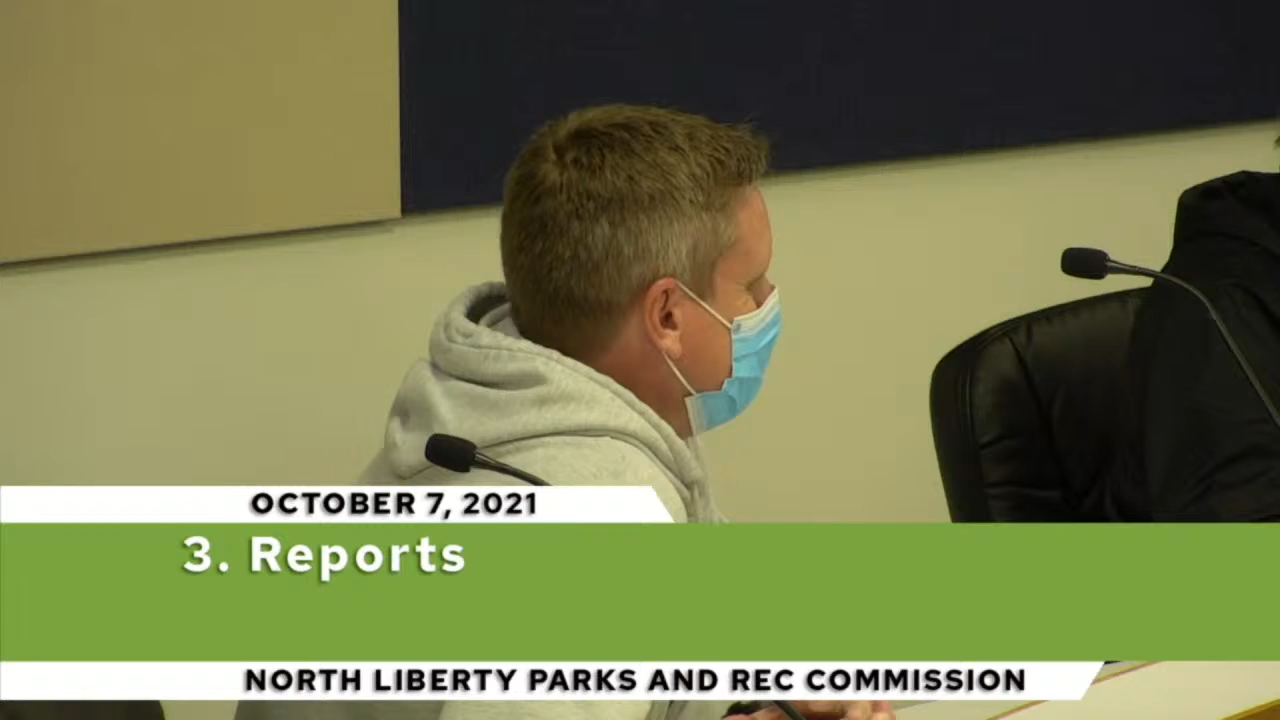 OCTOBER 7, 2021
3. Reports
NORTH LIBERTY PARKS AND REC COMMISSION